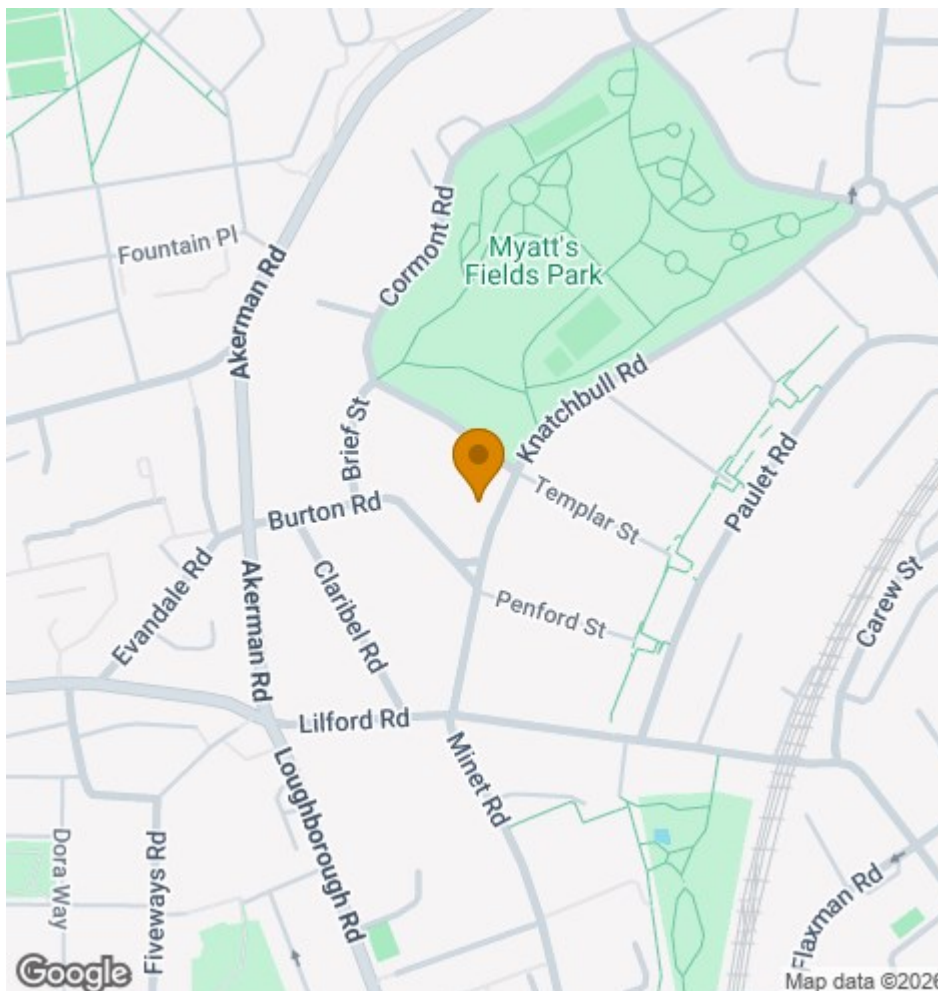 Fountain Pl
Akerman Rd
Cormont Rd
Myatt's
Fields Park
Knatchbull Rd
Brief St
Burton Rd
Templar St
Paulet Rd
Evandale Rd
Akerman Rd
Claribel Rd
Penford St
Carew St
Lilford Rd
Minet Rd
Loughborough Rd
Dora Way
Fiveways Rd
Flaxman Rd
Google
Map data ©2026